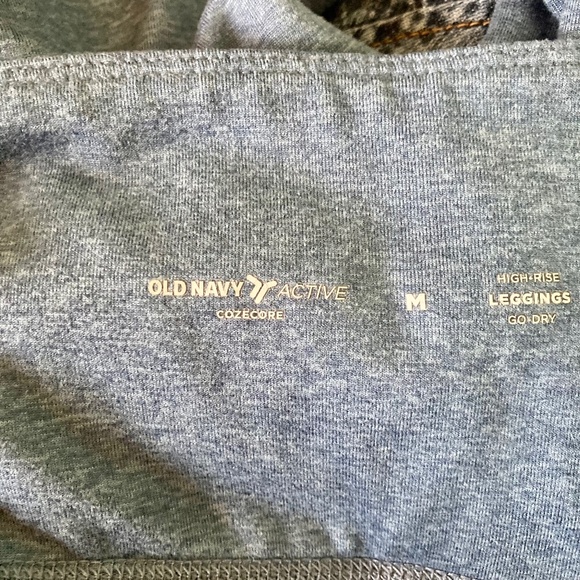 OLD NAVY ACTIVE
COZECORE
M
HIGH-RISE
LEGGINGS
GO-DRY